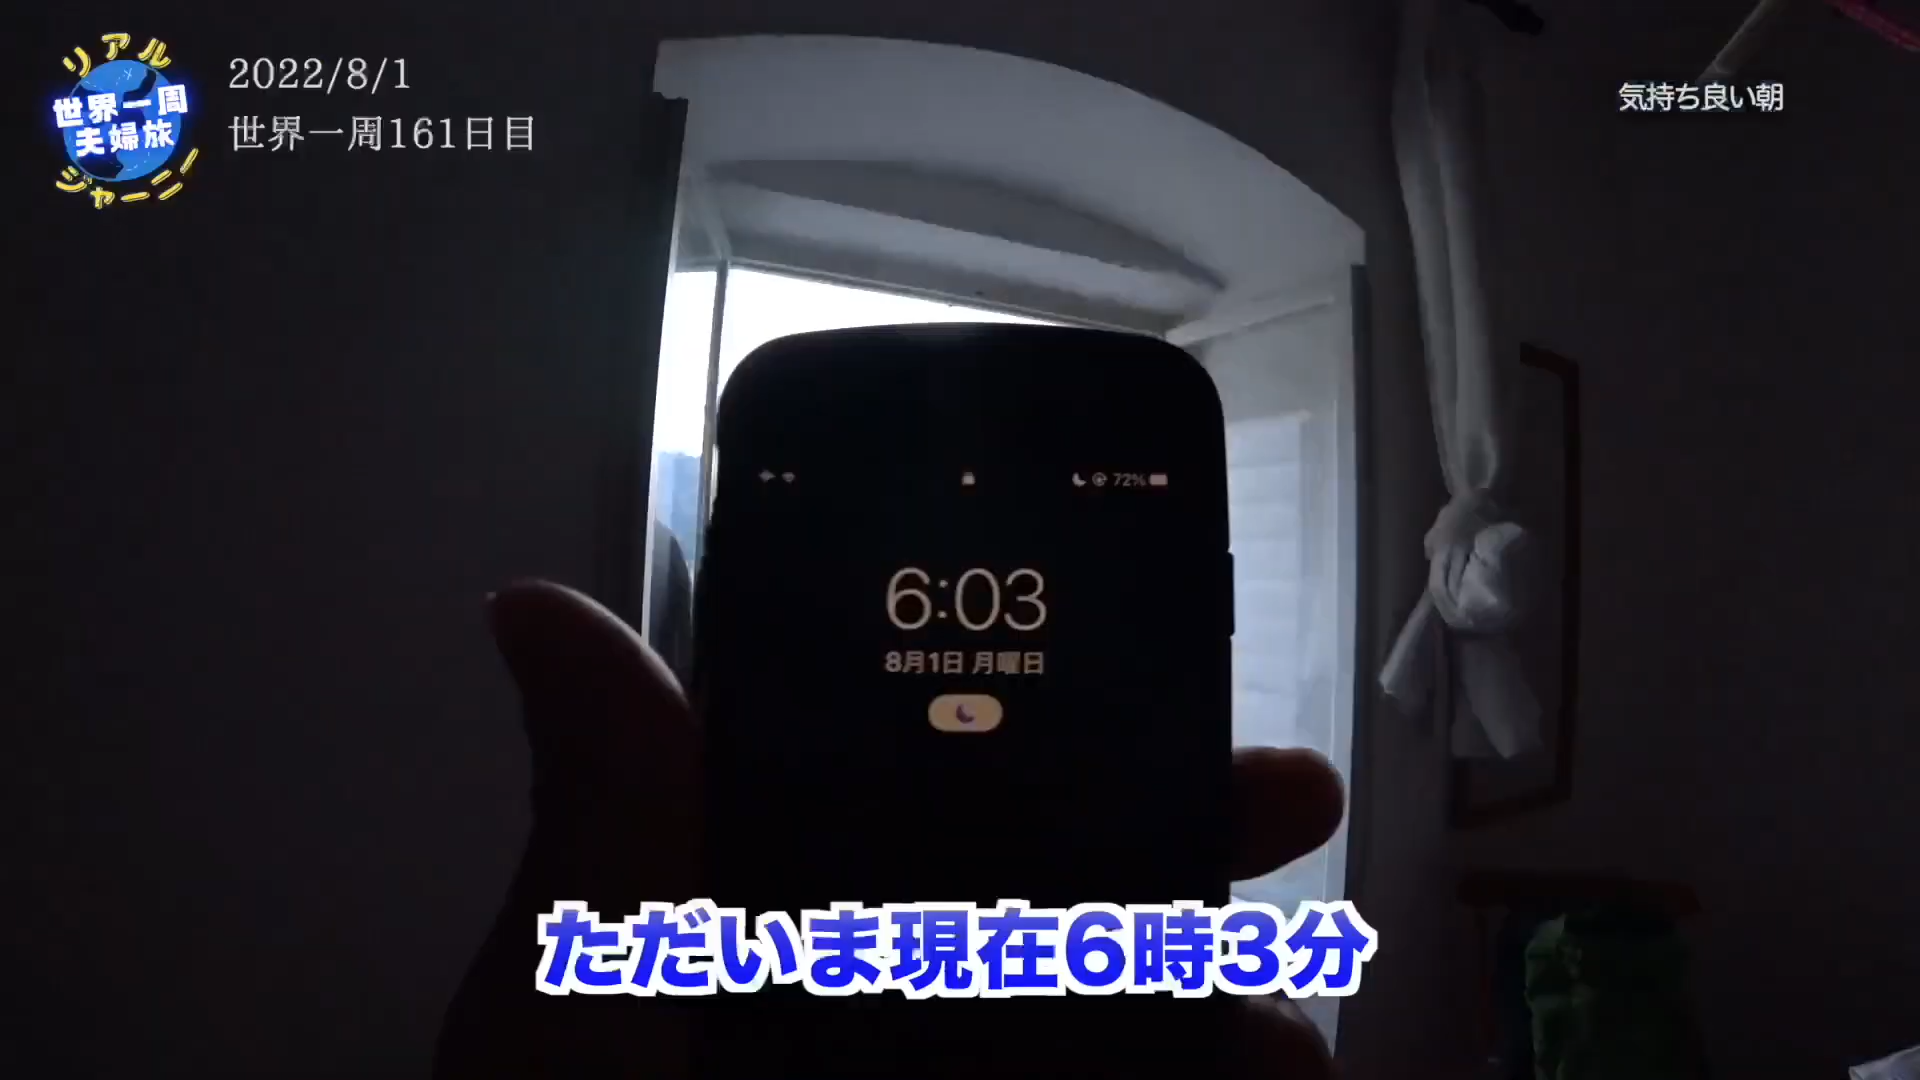 リアル
世界一周
夫婦旅
ジャーニー
2022/8/1
世界一周161日目
気持ち良い朝
72%
6:03
8月1日 月曜日
ただいま現在6時3分